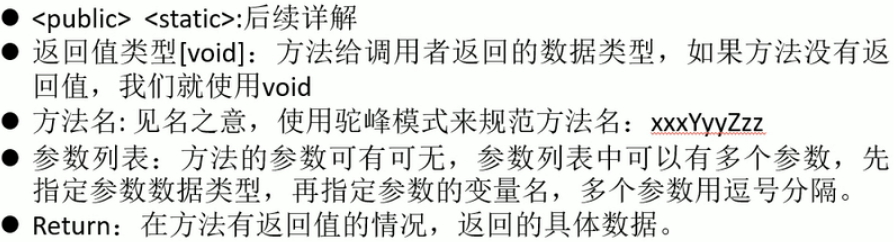 ● <public> <static>:后续详解
● 返回值类型[void]：方法给调用者返回的数据类型，如果方法没有返
回值，我们就使用void
● 方法名: 见名之意，使用驼峰模式来规范方法名：xxxYyyZzz
● 参数列表：方法的参数可有可无，参数列表中可以有多个参数，先
指定参数数据类型，再指定参数的变量名，多个参数用逗号分隔。
● Return：在方法有返回值的情况，返回的具体数据。